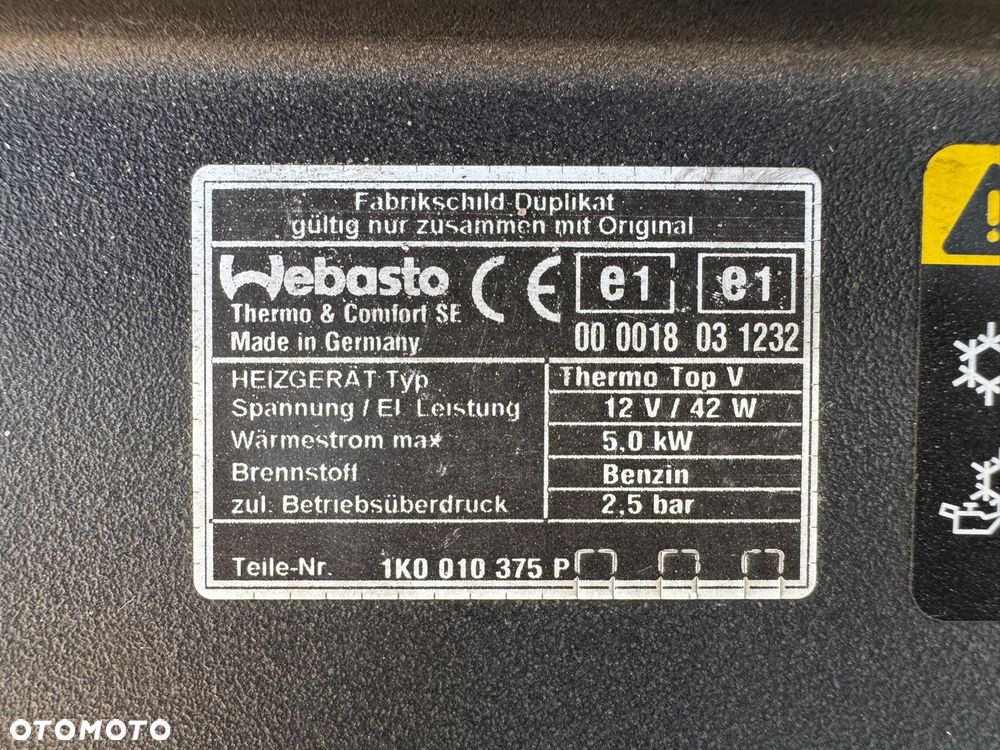 Fabrikschild-Duplikat
gültig nur zusammen mit Original
Webasto
Thermo & Comfort SE
Made in Germany
CE
e1
00 0018
e1
03 1232
HEIZGERÄT Typ Thermo Top V
Spannung / El. Leistung 12 V / 42 W
Wärmestrom max 5,0 kW
Brennstoff Benzin
zul. Betriebsüberdruck 2,5 bar
Teile-Nr. 1K0 010 375 P
OTOMOTO